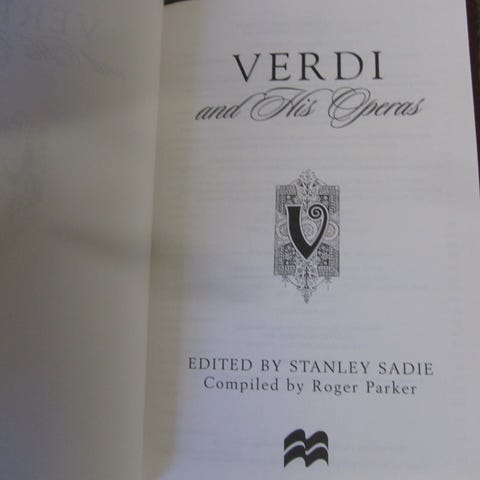 VERDI
and His Operas
V
EDITED BY STANLEY SADIE
Compiled by Roger Parker